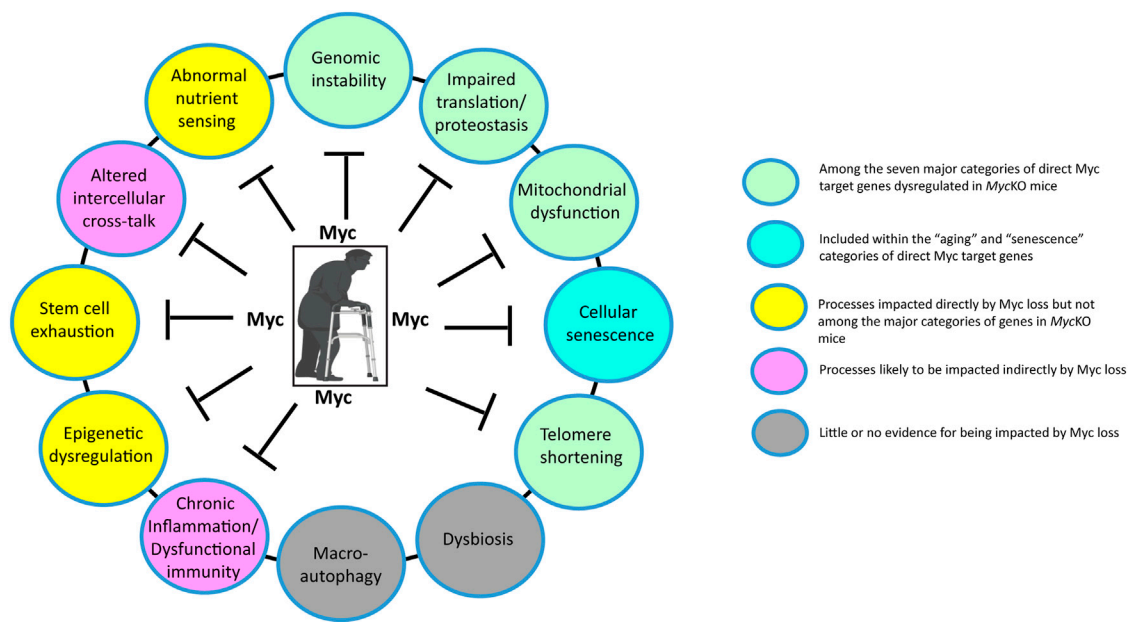 Genomic
instability
Impaired
translation/
proteostasis
Mitochondrial
dysfunction
Cellular
senescence
Telomere
shortening
Dysbiosis
Macro-
autophagy
Chronic
Inflammation/
Dysfunctional
immunity
Epigenetic
dysregulation
Stem cell
exhaustion
Altered
intercellular
cross-talk
Abnormal
nutrient
sensing
Myc
Myc
Myc
Myc
Among the seven major categories of direct Myc
target genes dysregulated in MycKO mice
Included within the “aging” and “senescence”
categories of direct Myc target genes
Processes impacted directly by Myc loss but not
among the major categories of genes in MycKO
mice
Processes likely to be impacted indirectly by Myc loss
Little or no evidence for being impacted by Myc loss